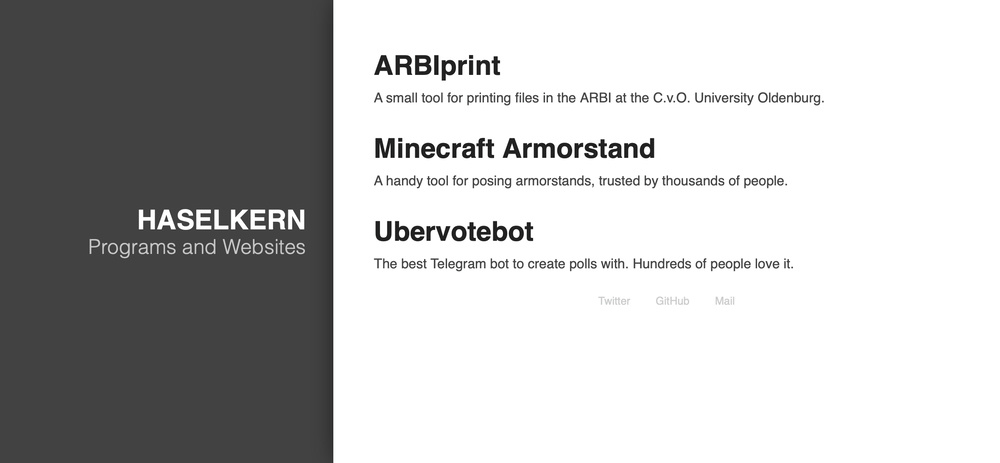 HASELKERN
Programs and Websites
ARBIprint
A small tool for printing files in the ARBI at the C.v.O. University Oldenburg.
Minecraft Armorstand
A handy tool for posing armorstands, trusted by thousands of people.
Ubervotebot
The best Telegram bot to create polls with. Hundreds of people love it.
Twitter GitHub Mail